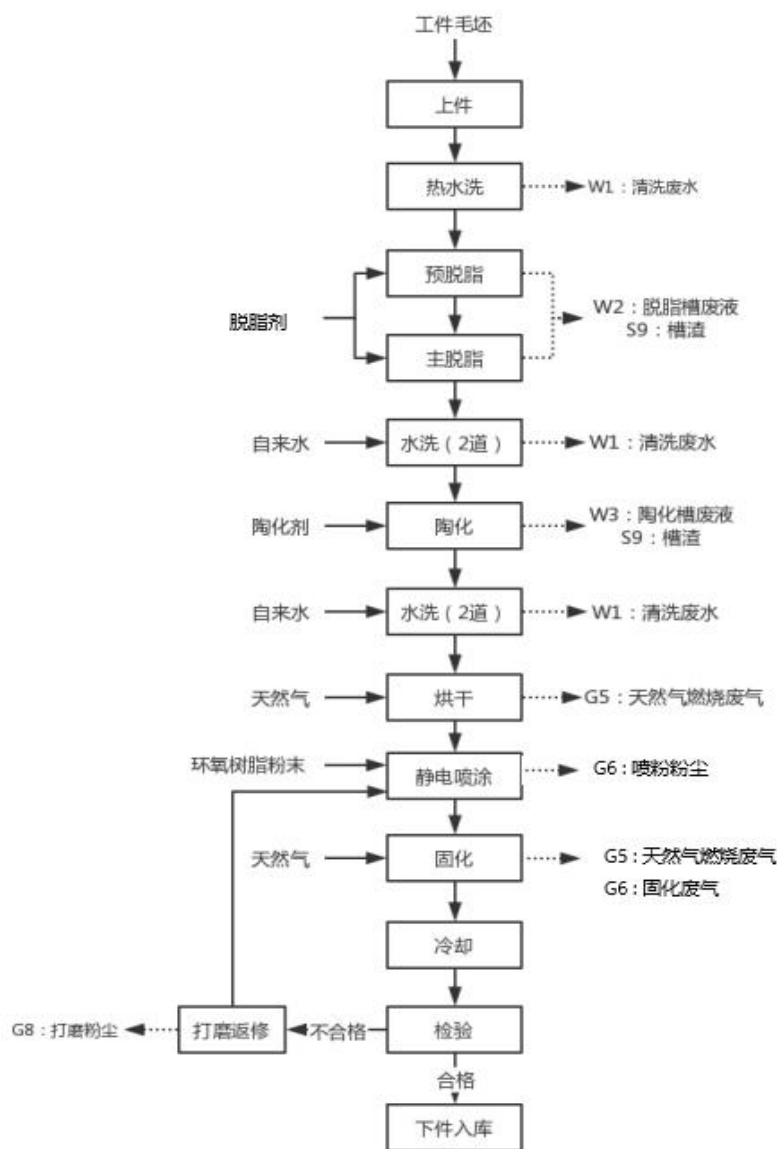 工件毛坯
上件
热水洗
W1：清洗废水
预脱脂
脱脂剂
W2：脱脂槽废液
S9：槽渣
主脱脂
自来水
水洗（2道）
W1：清洗废水
陶化剂
陶化
W3：陶化槽废液
S9：槽渣
自来水
水洗（2道）
W1：清洗废水
天然气
烘干
G5：天然气燃烧废气
环氧树脂粉末
静电喷涂
G6：喷粉粉尘
天然气
固化
G5：天然气燃烧废气
G6：固化废气
冷却
G8：打磨粉尘
打磨返修
不合格
检验
合格
下件入库